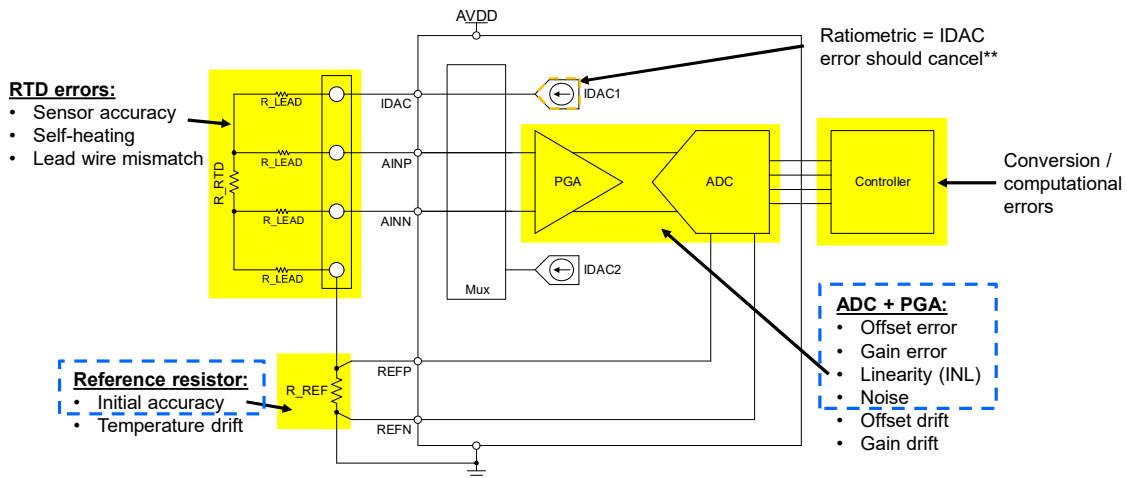 AVDD
Ratiometric = IDAC
error should cancel**
RTD errors:
• Sensor accuracy
• Self-heating
• Lead wire mismatch
R_LEAD
IDAC
IDAC1
R_LEAD
AINP
R_RTD
PGA
ADC
Controller
Conversion /
computational
errors
R_LEAD
AINN
R_LEAD
IDAC2
Mux
ADC + PGA:
• Offset error
• Gain error
• Linearity (INL)
• Noise
• Offset drift
• Gain drift
Reference resistor:
• Initial accuracy
• Temperature drift
R_REF
REFP
REFN